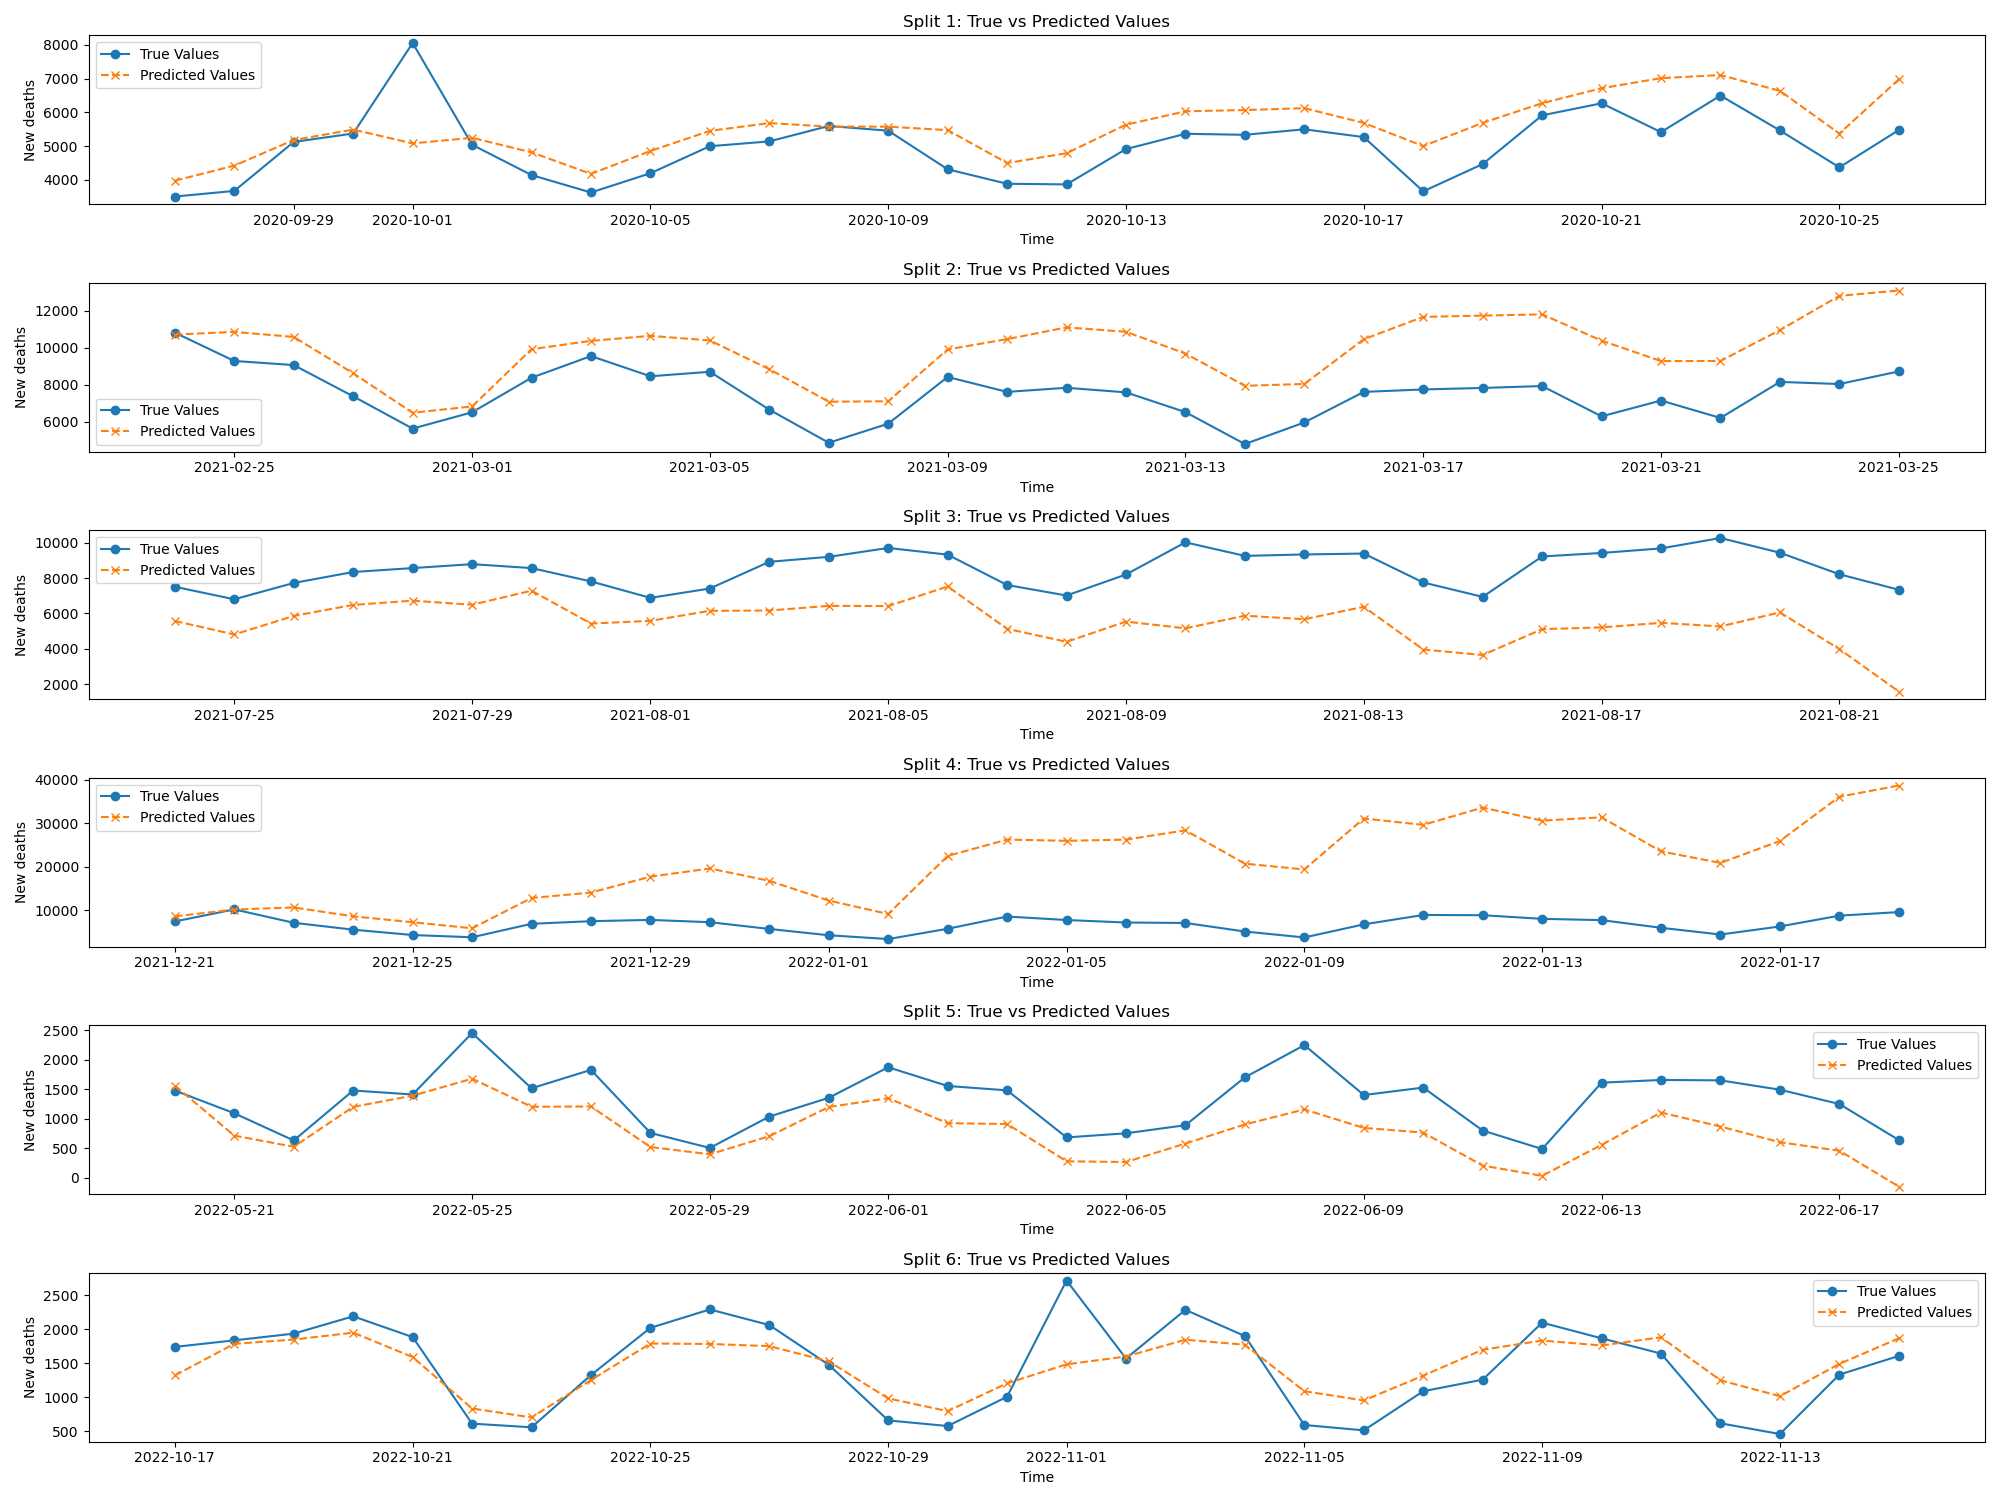 Split 1: True vs Predicted Values
True Values
Predicted Values
New deaths
8000
7000
6000
5000
4000
2020-09-29 2020-10-01 2020-10-05 2020-10-09 2020-10-13 2020-10-17 2020-10-21 2020-10-25
Time
Split 2: True vs Predicted Values
New deaths
12000
10000
8000
6000
True Values
Predicted Values
2021-02-25 2021-03-01 2021-03-05 2021-03-09 2021-03-13 2021-03-17 2021-03-21 2021-03-25
Time
Split 3: True vs Predicted Values
True Values
Predicted Values
New deaths
10000
8000
6000
4000
2000
2021-07-25 2021-07-29 2021-08-01 2021-08-05 2021-08-09 2021-08-13 2021-08-17 2021-08-21
Time
Split 4: True vs Predicted Values
True Values
Predicted Values
New deaths
40000
30000
20000
10000
2021-12-21 2021-12-25 2021-12-29 2022-01-01 2022-01-05 2022-01-09 2022-01-13 2022-01-17
Time
Split 5: True vs Predicted Values
True Values
Predicted Values
New deaths
2500
2000
1500
1000
500
0
2022-05-21 2022-05-25 2022-05-29 2022-06-01 2022-06-05 2022-06-09 2022-06-13 2022-06-17
Time
Split 6: True vs Predicted Values
True Values
Predicted Values
New deaths
2500
2000
1500
1000
500
2022-10-17 2022-10-21 2022-10-25 2022-10-29 2022-11-01 2022-11-05 2022-11-09 2022-11-13
Time